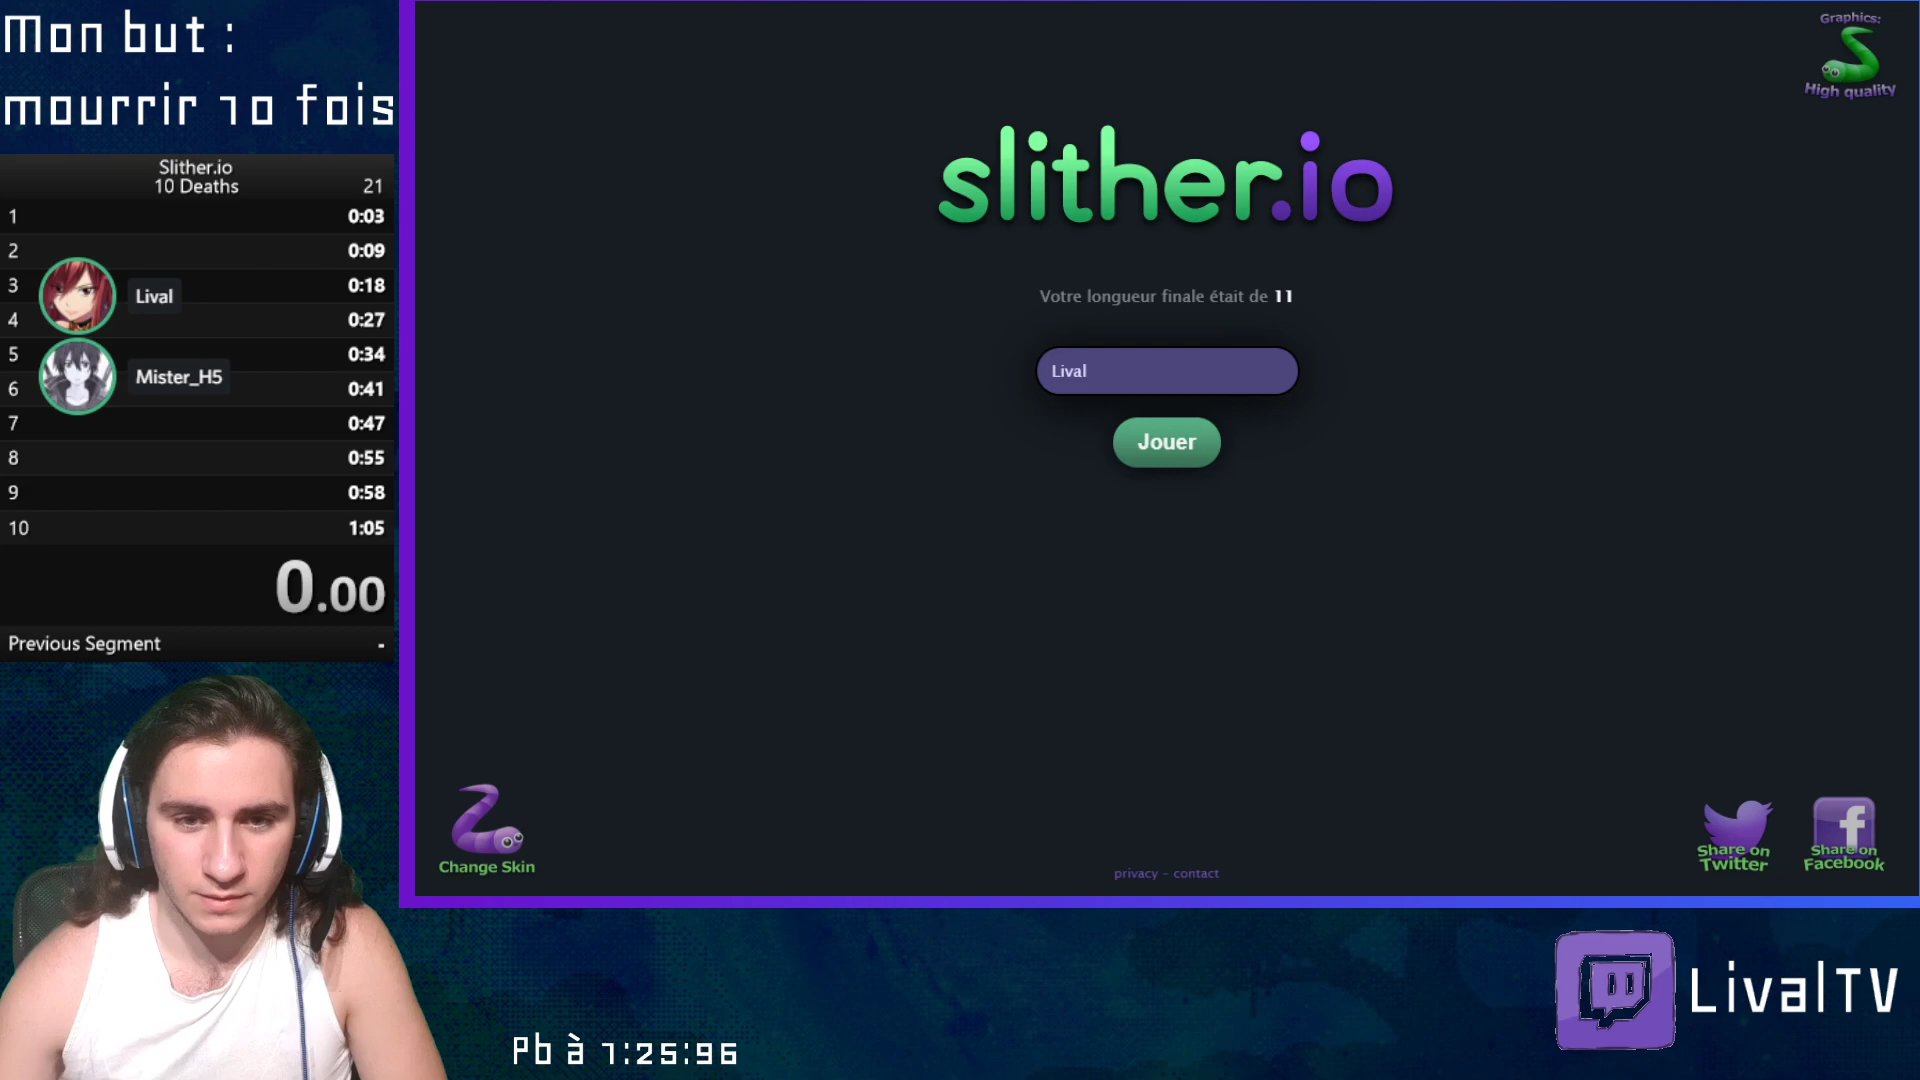 Mon but :
mourrir 10 fois
Slither.io
10 Deaths 21
1 0:03
2 0:09
3 0:18
Lival
4 0:27
5 0:34
Mister_H5
6 0:41
7 0:47
8 0:55
9 0:58
10 1:05
0.00
Previous Segment -
Graphics:
High quality
slither.io
Votre longueur finale était de 11
Lival
Jouer
Change Skin
privacy - contact
Share on
Twitter
Share on
Facebook
Pb à 1:25:96
LivalTV